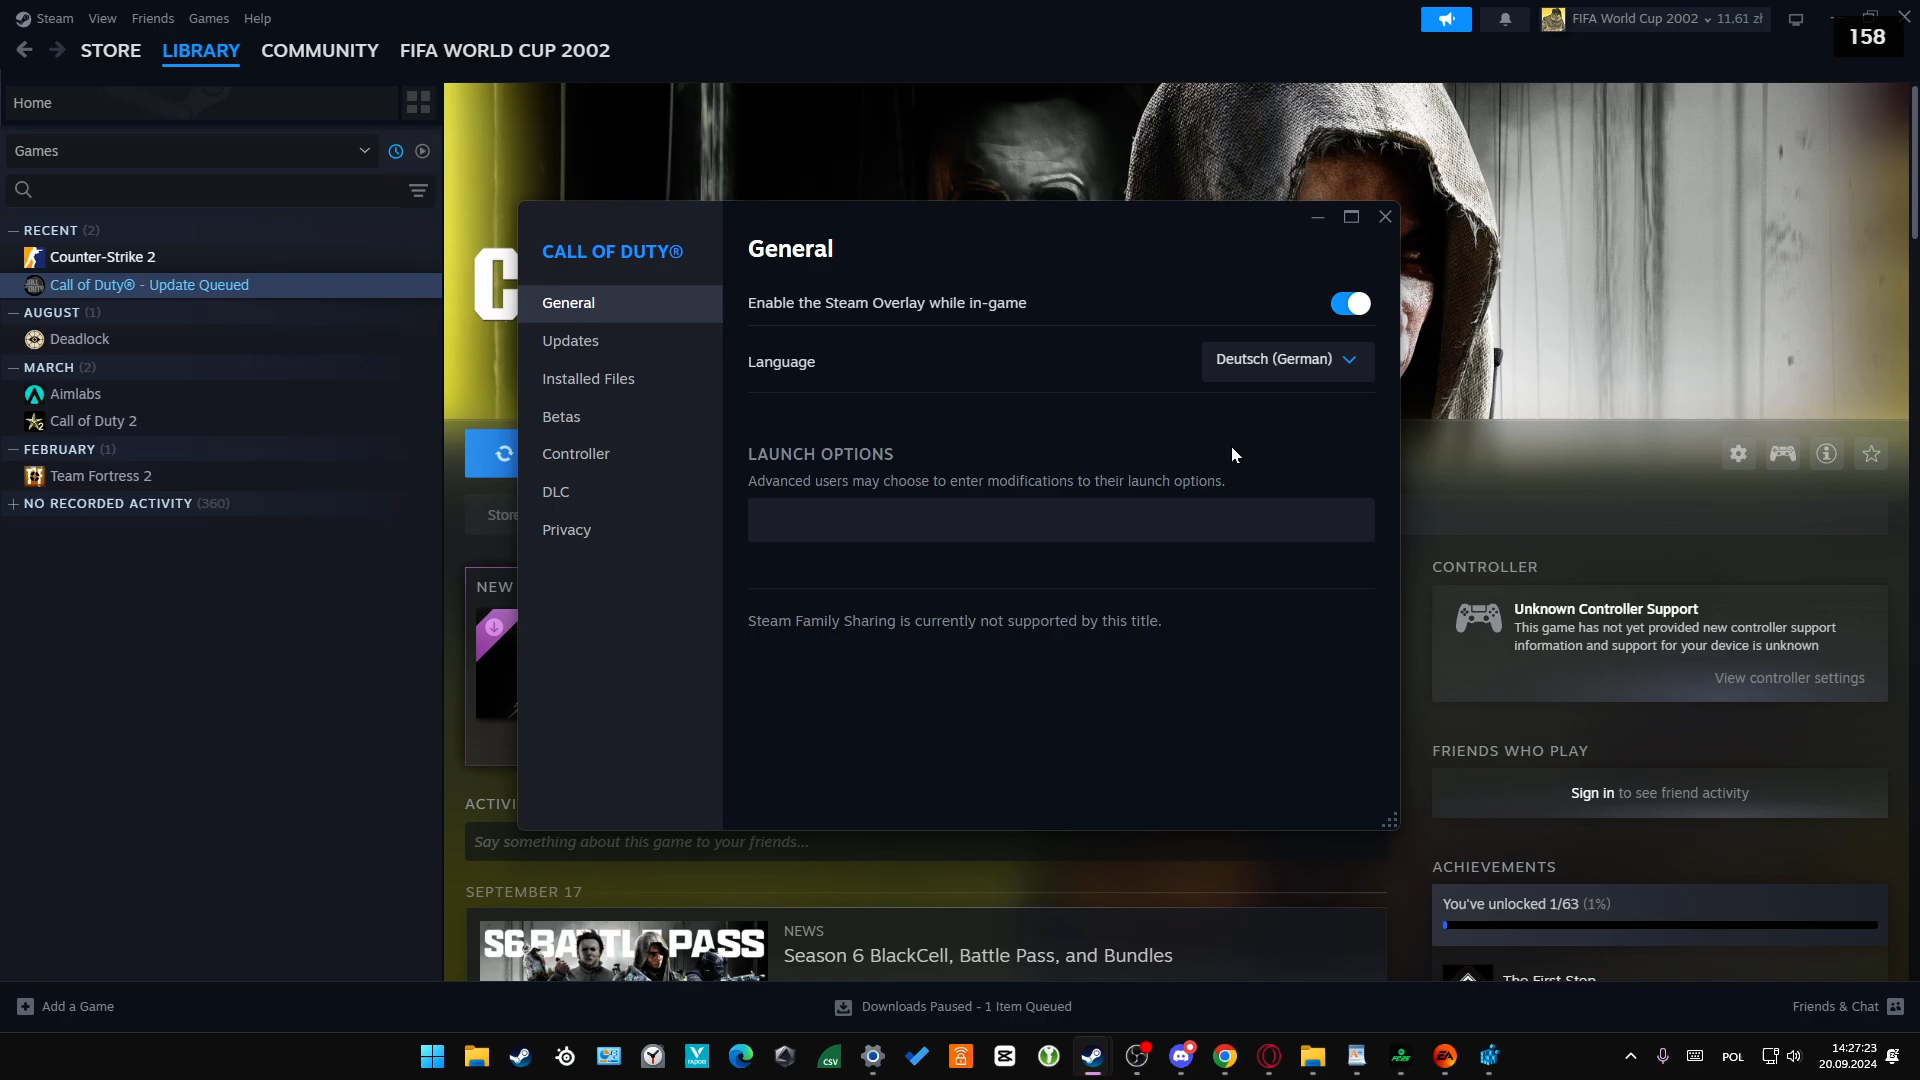 Steam View Friends Games Help
FIFA World Cup 2002 11,61 zł
158
STORE LIBRARY COMMUNITY FIFA WORLD CUP 2002
Home
Games
RECENT (2)
Counter-Strike 2
Call of Duty® - Update Queued
AUGUST (1)
Deadlock
MARCH (2)
Aimlabs
Call of Duty 2
FEBRUARY (1)
Team Fortress 2
NO RECORDED ACTIVITY (360)
CALL OF DUTY®
General
Updates
Installed Files
Betas
Controller
DLC
Privacy
General
Enable the Steam Overlay while in-game
Language
Deutsch (German)
LAUNCH OPTIONS
Advanced users may choose to enter modifications to their launch options.
Steam Family Sharing is currently not supported by this title.
Store
NEW
ACTIVI
Say something about this game to your friends...
SEPTEMBER 17
S6 BATTLE PASS
NEWS
Season 6 BlackCell, Battle Pass, and Bundles
CONTROLLER
Unknown Controller Support
This game has not yet provided new controller support
information and support for your device is unknown
View controller settings
FRIENDS WHO PLAY
Sign in to see friend activity
ACHIEVEMENTS
You've unlocked 1/63 (1%)
The First Step
Add a Game
Downloads Paused - 1 Item Queued
Friends & Chat
CSV
EA
POL
14:27:23
20.09.2024